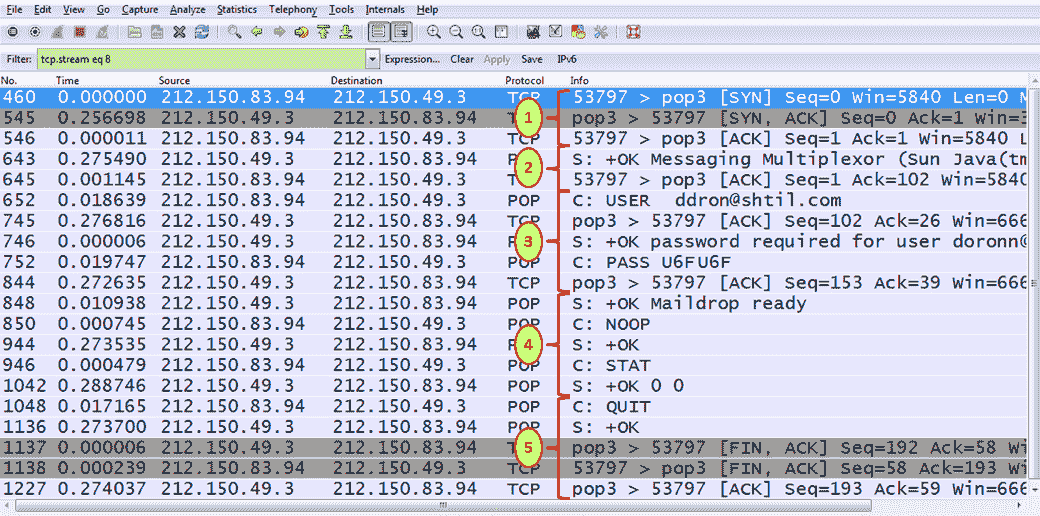 File Edit View Go Capture Analyze Statistics Telephony Tools Internals Help
Filter: tcp.stream eq 8 Expression... Clear Apply Save IPv6
No. Time Source Destination Protocol Info
460 0.000000 212.150.83.94 212.150.49.3 TCP 53797 > pop3 [SYN] Seq=0 Win=5840 Len=0 M
545 0.256698 212.150.49.3 212.150.83.94 1 pop3 > 53797 [SYN, ACK] Seq=0 Ack=1 Win=3
546 0.000011 212.150.83.94 212.150.49.3 TCP 53797 > pop3 [ACK] Seq=1 Ack=1 Win=5840 L
643 0.275490 212.150.49.3 212.150.83.94 POP S: +OK Messaging Multiplexor (Sun Java(tm
2
645 0.001145 212.150.83.94 212.150.49.3 TCP 53797 > pop3 [ACK] Seq=1 Ack=102 Win=5840
652 0.018639 212.150.83.94 212.150.49.3 POP C: USER ddron@shtil.com
745 0.276816 212.150.49.3 212.150.83.94 TCP pop3 > 53797 [ACK] Seq=102 Ack=26 Win=666
746 0.000006 212.150.49.3 212.150.83.94 3 S: +OK password required for user doronn@
752 0.019747 212.150.83.94 212.150.49.3 POP C: PASS U6FU6F
844 0.272635 212.150.49.3 212.150.83.94 TCP pop3 > 53797 [ACK] Seq=153 Ack=39 Win=666
848 0.010938 212.150.49.3 212.150.83.94 POP S: +OK Maildrop ready
850 0.000745 212.150.83.94 212.150.49.3 POP C: NOOP
944 0.273535 212.150.49.3 212.150.83.94 4 S: +OK
946 0.000479 212.150.83.94 212.150.49.3 POP C: STAT
1042 0.288746 212.150.49.3 212.150.83.94 POP S: +OK 0 0
1048 0.017165 212.150.83.94 212.150.49.3 POP C: QUIT
1136 0.273700 212.150.49.3 212.150.83.94 POP S: +OK
1137 0.000006 212.150.49.3 212.150.83.94 5 pop3 > 53797 [FIN, ACK] Seq=192 Ack=58 Wi
1138 0.000239 212.150.83.94 212.150.49.3 TCP 53797 > pop3 [FIN, ACK] Seq=58 Ack=193 Wi
1227 0.274037 212.150.49.3 212.150.83.94 TCP pop3 > 53797 [ACK] Seq=193 Ack=59 Win=666